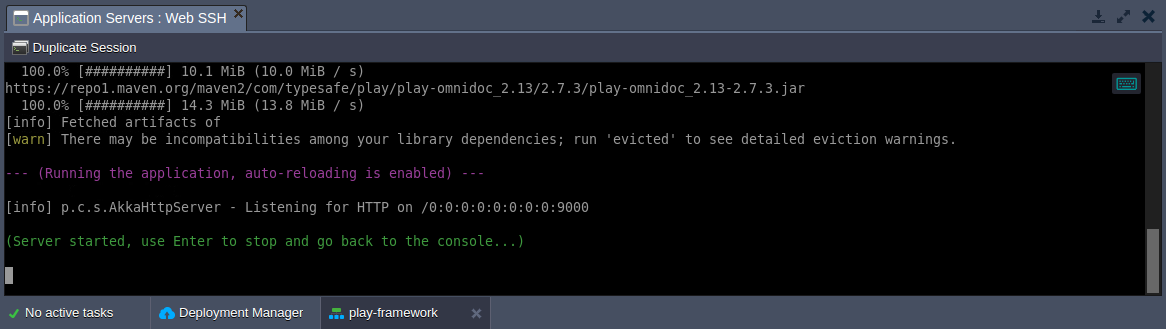 Application Servers : Web SSH
Duplicate Session
100.0% [##########] 10.1 MiB (10.0 MiB / s)
https://repo1.maven.org/maven2/com/typesafe/play/play-omnidoc_2.13/2.7.3/play-omnidoc_2.13-2.7.3.jar
100.0% [##########] 14.3 MiB (13.8 MiB / s)
[info] Fetched artifacts of
[warn] There may be incompatibilities among your library dependencies; run 'evicted' to see detailed eviction warnings.
--- (Running the application, auto-reloading is enabled) ---
[info] p.c.s.AkkaHttpServer - Listening for HTTP on /0:0:0:0:0:0:0:0:9000
(Server started, use Enter to stop and go back to the console...)
No active tasks
Deployment Manager
play-framework